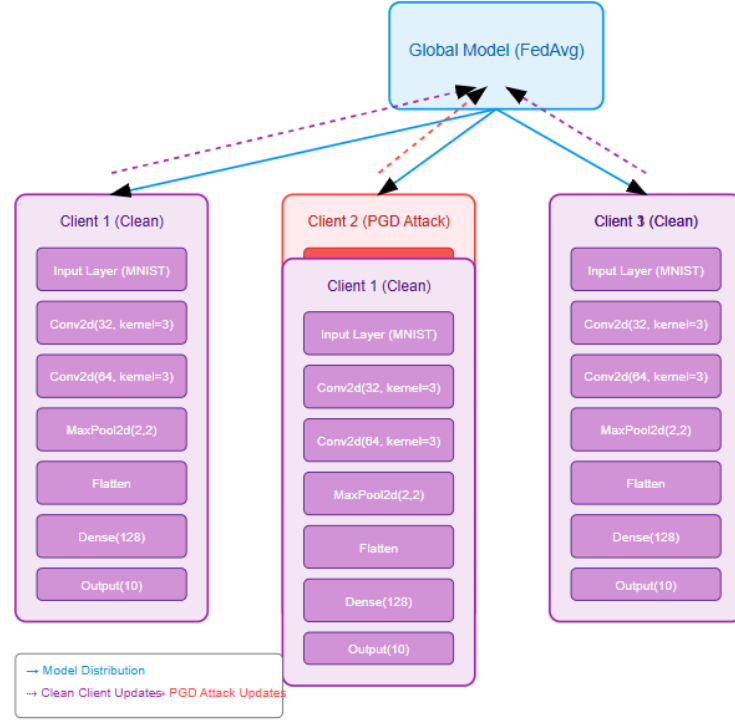 Global Model (FedAvg)
Client 1 (Clean)
Input Layer (MNIST)
Conv2d(32, kernel=3)
Conv2d(64, kernel=3)
MaxPool2d(2,2)
Flatten
Dense(128)
Output(10)
Client 2 (PGD Attack)
Client 1 (Clean)
Input Layer (MNIST)
Conv2d(32, kernel=3)
Conv2d(64, kernel=3)
MaxPool2d(2,2)
Flatten
Dense(128)
Output(10)
Client 3 (Clean)
Input Layer (MNIST)
Conv2d(32, kernel=3)
Conv2d(64, kernel=3)
MaxPool2d(2,2)
Flatten
Dense(128)
Output(10)
→ Model Distribution
⇢ Clean Client Updates
⇢ PGD Attack Updates